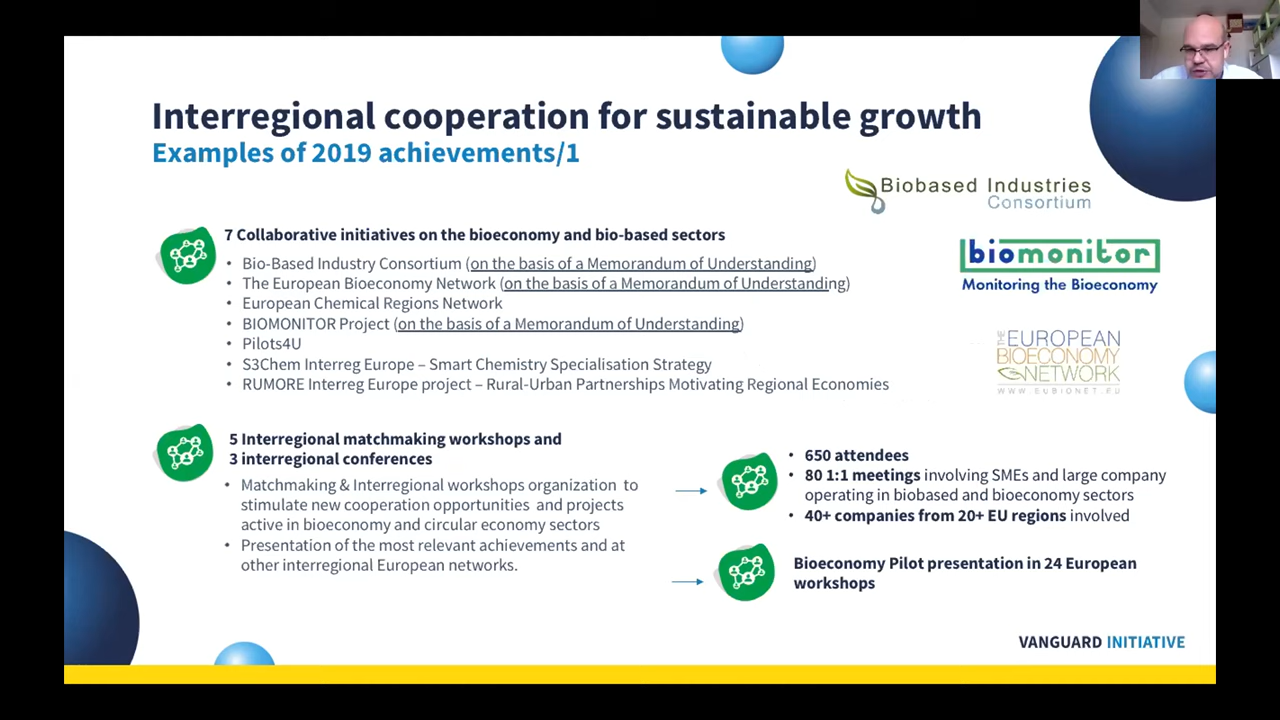 Interregional cooperation for sustainable growth
Examples of 2019 achievements/1
Biobased Industries
Consortium
7 Collaborative initiatives on the bioeconomy and bio-based sectors
• Bio-Based Industry Consortium (on the basis of a Memorandum of Understanding)
• The European Bioeconomy Network (on the basis of a Memorandum of Understanding)
• European Chemical Regions Network
• BIOMONITOR Project (on the basis of a Memorandum of Understanding)
• Pilots4U
• S3Chem Interreg Europe – Smart Chemistry Specialisation Strategy
• RUMORE Interreg Europe project – Rural-Urban Partnerships Motivating Regional Economies
biomonitor
Monitoring the Bioeconomy
THE EUROPEAN
BIOECONOMY
NETWORK
WWW.EUBIONET.EU
5 Interregional matchmaking workshops and
3 interregional conferences
• Matchmaking & Interregional workshops organization to
stimulate new cooperation opportunities and projects
active in bioeconomy and circular economy sectors
• Presentation of the most relevant achievements and at
other interregional European networks.
• 650 attendees
• 80 1:1 meetings involving SMEs and large company
operating in biobased and bioeconomy sectors
• 40+ companies from 20+ EU regions involved
Bioeconomy Pilot presentation in 24 European
workshops
VANGUARD INITIATIVE